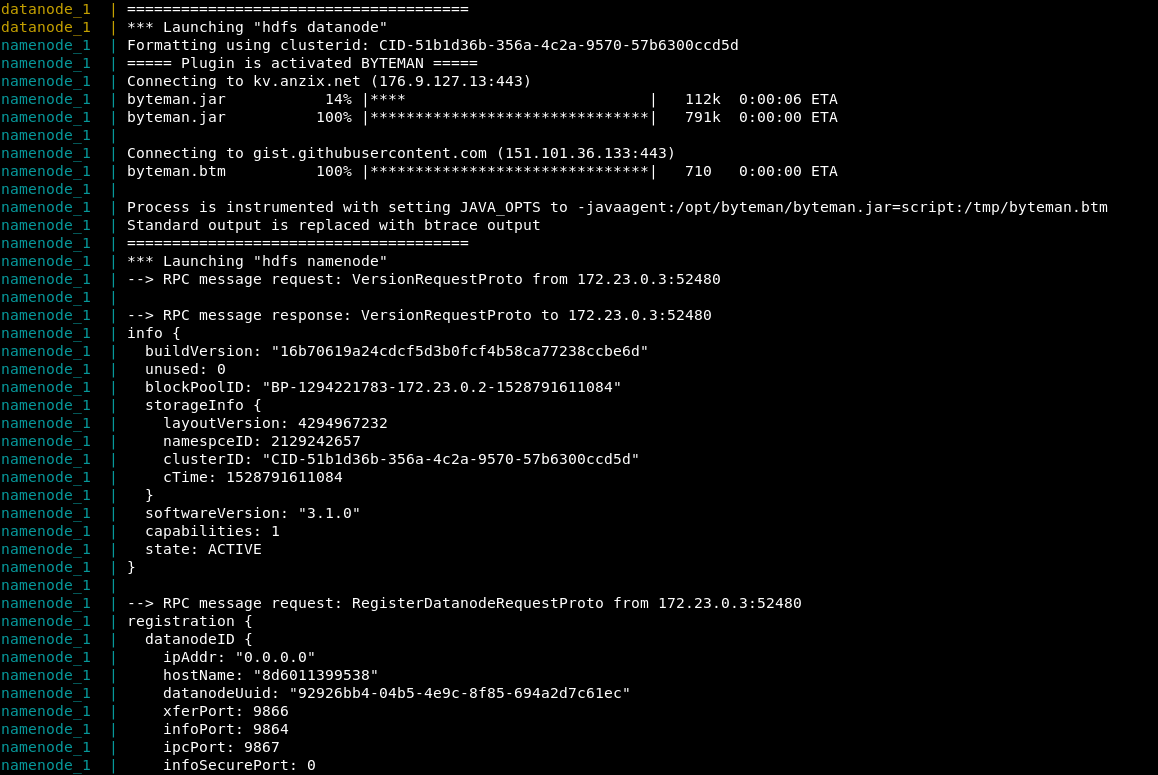 datanode_1  | ======================================
datanode_1  | *** Launching "hdfs datanode"
namenode_1  | Formatting using clusterid: CID-51b1d36b-356a-4c2a-9570-57b6300ccd5d
namenode_1  | ===== Plugin is activated BYTEMAN =====
namenode_1  | Connecting to kv.anzix.net (176.9.127.13:443)
namenode_1  | byteman.jar           14% |****                           |   112k  0:00:06 ETA
namenode_1  | byteman.jar          100% |*******************************|   791k  0:00:00 ETA
namenode_1  |
namenode_1  | Connecting to gist.githubusercontent.com (151.101.36.133:443)
namenode_1  | byteman.btm          100% |*******************************|   710   0:00:00 ETA
namenode_1  |
namenode_1  | Process is instrumented with setting JAVA_OPTS to -javaagent:/opt/byteman/byteman.jar=script:/tmp/byteman.btm
namenode_1  | Standard output is replaced with btrace output
namenode_1  | ======================================
namenode_1  | *** Launching "hdfs namenode"
namenode_1  | --> RPC message request: VersionRequestProto from 172.23.0.3:52480
namenode_1  |
namenode_1  | --> RPC message response: VersionRequestProto to 172.23.0.3:52480
namenode_1  | info {
namenode_1  |   buildVersion: "16b70619a24cdcf5d3b0fcf4b58ca77238ccbe6d"
namenode_1  |   unused: 0
namenode_1  |   blockPoolID: "BP-1294221783-172.23.0.2-1528791611084"
namenode_1  |   storageInfo {
namenode_1  |     layoutVersion: 4294967232
namenode_1  |     namespceID: 2129242657
namenode_1  |     clusterID: "CID-51b1d36b-356a-4c2a-9570-57b6300ccd5d"
namenode_1  |     cTime: 1528791611084
namenode_1  |   }
namenode_1  |   softwareVersion: "3.1.0"
namenode_1  |   capabilities: 1
namenode_1  |   state: ACTIVE
namenode_1  | }
namenode_1  |
namenode_1  | --> RPC message request: RegisterDatanodeRequestProto from 172.23.0.3:52480
namenode_1  | registration {
namenode_1  |   datanodeID {
namenode_1  |     ipAddr: "0.0.0.0"
namenode_1  |     hostName: "8d6011399538"
namenode_1  |     datanodeUuid: "92926bb4-04b5-4e9c-8f85-694a2d7c61ec"
namenode_1  |     xferPort: 9866
namenode_1  |     infoPort: 9864
namenode_1  |     ipcPort: 9867
namenode_1  |     infoSecurePort: 0